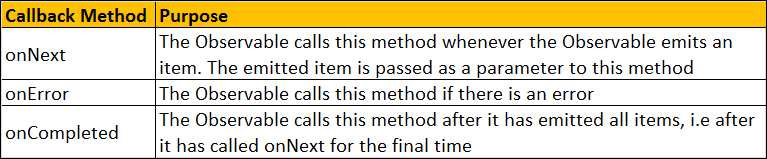 Callback Method Purpose
onNext The Observable calls this method whenever the Observable emits an
item. The emitted item is passed as a parameter to this method
onError The Observable calls this method if there is an error
onCompleted The Observable calls this method after it has emitted all items, i.e after
it has called onNext for the final time